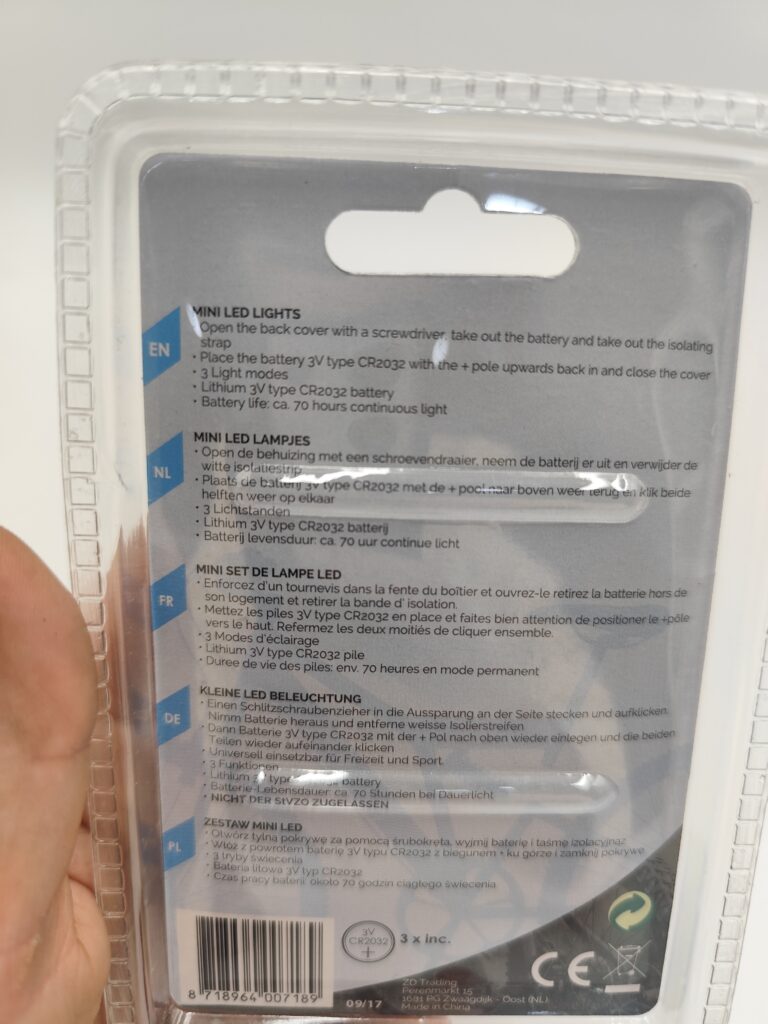 EN
MINI LED LIGHTS
Open the back cover with a screwdriver, take out the battery and take out the isolating
strap
• Place the battery 3V type CR2032 with the + pole upwards back in and close the cover
• 3 Light modes
• Lithium 3V type CR2032 battery
• Battery life: ca. 70 hours continuous light
NL
MINI LED LAMPJES
• Open de behuizing met een schroevendraaier, neem de batterij er uit en verwijder de
witte isolatiestrip
• Plaats de batterij 3V type CR2032 met de + pool naar boven weer terug en klik beide
helften weer op elkaar
• 3 Lichtstanden
• Lithium 3V type CR2032 batterij
• Batterij levensduur: ca. 70 uur continue licht
FR
MINI SET DE LAMPE LED
• Enforcez d'un tournevis dans la fente du boîtier et ouvrez-le retirez la batterie hors de
son logement et retirer la bande d' isolation.
• Mettez les piles 3V type CR2032 en place et faites bien attention de positioner le +pôle
vers le haut. Refermez les deux moitiés de cliquer ensemble.
• 3 Modes d'éclairage
• Lithium 3V type CR2032 pile
• Duree de vie des piles: env. 70 heures en mode permanent
DE
KLEINE LED BELEUCHTUNG
• Einen Schlitzschraubenzieher in die Aussparung an der Seite stecken und aufklicken.
Nimm Batterie heraus und entferne weisse Isolierstreifen
• Dann Batterie 3V type CR2032 mit der + Pol nach oben wieder einlegen und die beiden
Teilen wieder aufeinander klicken
• Universell einsetzbar für Freizeit und Sport
• 3 Funktionen
• Lithium battery
• Batterie-Lebensdauer: ca. 70 Stunden bei Dauerlicht
• NICHT DER StVZO ZUGELASSEN
PL
ZESTAW MINI LED
• Otwórz tylną pokrywę za pomocą śrubokręta, wyjmij baterię i taśmę izolacyjną
• Włóż z powrotem baterię 3V typu CR2032 z biegunem + ku górze i zamknij pokrywę
• 3 tryby świecenia
• Bateria litowa 3V typ CR2032
• Czas pracy baterii około 70 godzin ciągłego świecenia
8 718964 007189
3V
CR2032
+
3 x inc.
09/17
ZD Trading
Perenmarkt 15
1681 PG Zwaagdijk - Oost (NL)
Made in China
CE